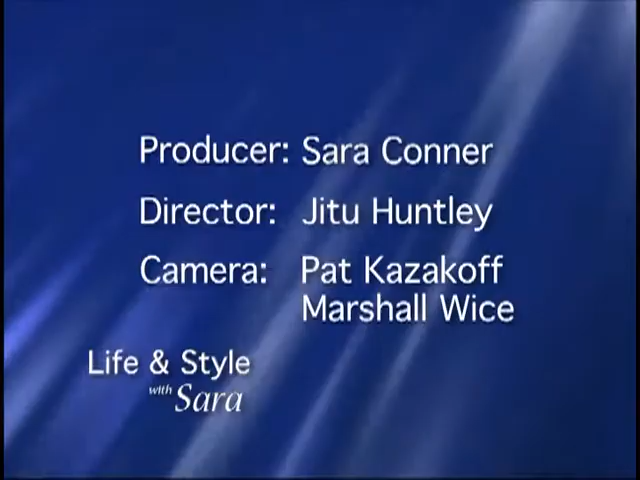 Producer: Sara Conner
Director: Jitu Huntley
Camera: Pat Kazakoff
Marshall Wice
Life & Style
with Sara